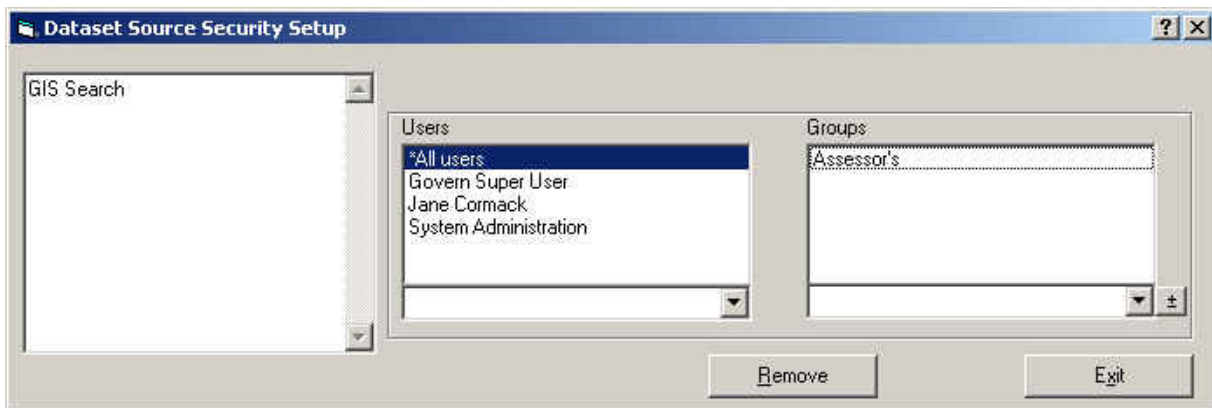 Dataset Source Security Setup
GIS Search
Users
*All users
Govern Super User
Jane Cormack
System Administration
Groups
Assessor's
±
Remove
Exit